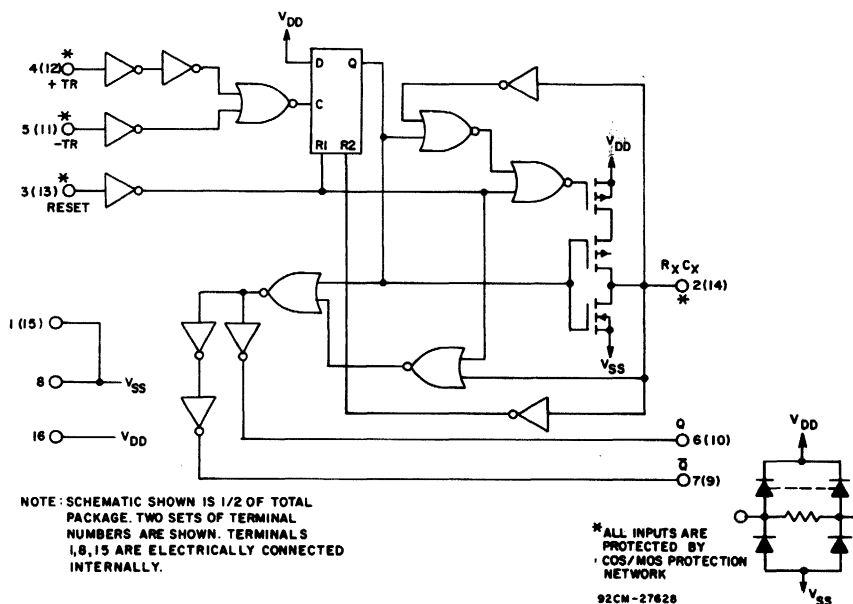 VDD
*
4(12)
+ TR
D Q
C
R1 R2
*
5(11)
-TR
*
3(13)
RESET
VDD
RXCX
2(14)
*
VSS
1(15)
8
VSS
16
VDD
Q
6(10)
Q̅
7(9)
NOTE: SCHEMATIC SHOWN IS 1/2 OF TOTAL
PACKAGE. TWO SETS OF TERMINAL
NUMBERS ARE SHOWN. TERMINALS
1,8,15 ARE ELECTRICALLY CONNECTED
INTERNALLY.
*ALL INPUTS ARE
PROTECTED BY
COS/MOS PROTECTION
NETWORK
92CM-27628
VDD
VSS